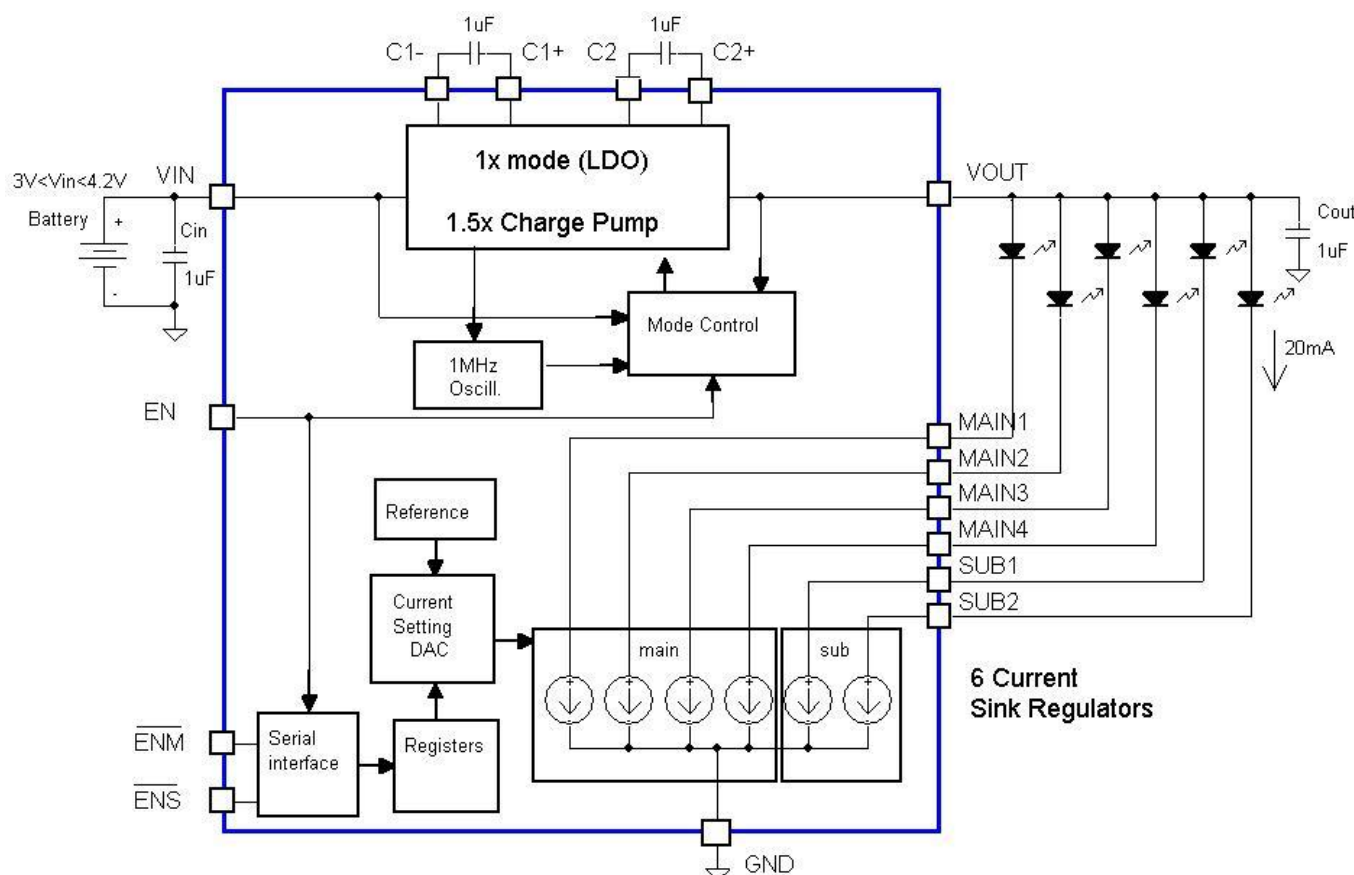 1uF
1uF
C1-
C1+
C2
C2+
1x mode (LDO)
1.5x Charge Pump
VIN
VOUT
3V<Vin<4.2V
Battery
+
-
Cin
1uF
Cout
1uF
Mode Control
1MHz
Oscill.
20mA
EN
MAIN1
MAIN2
MAIN3
MAIN4
SUB1
SUB2
Reference
Current
Setting
DAC
main
sub
6 Current
Sink Regulators
ENM
ENS
Serial
interface
Registers
GND